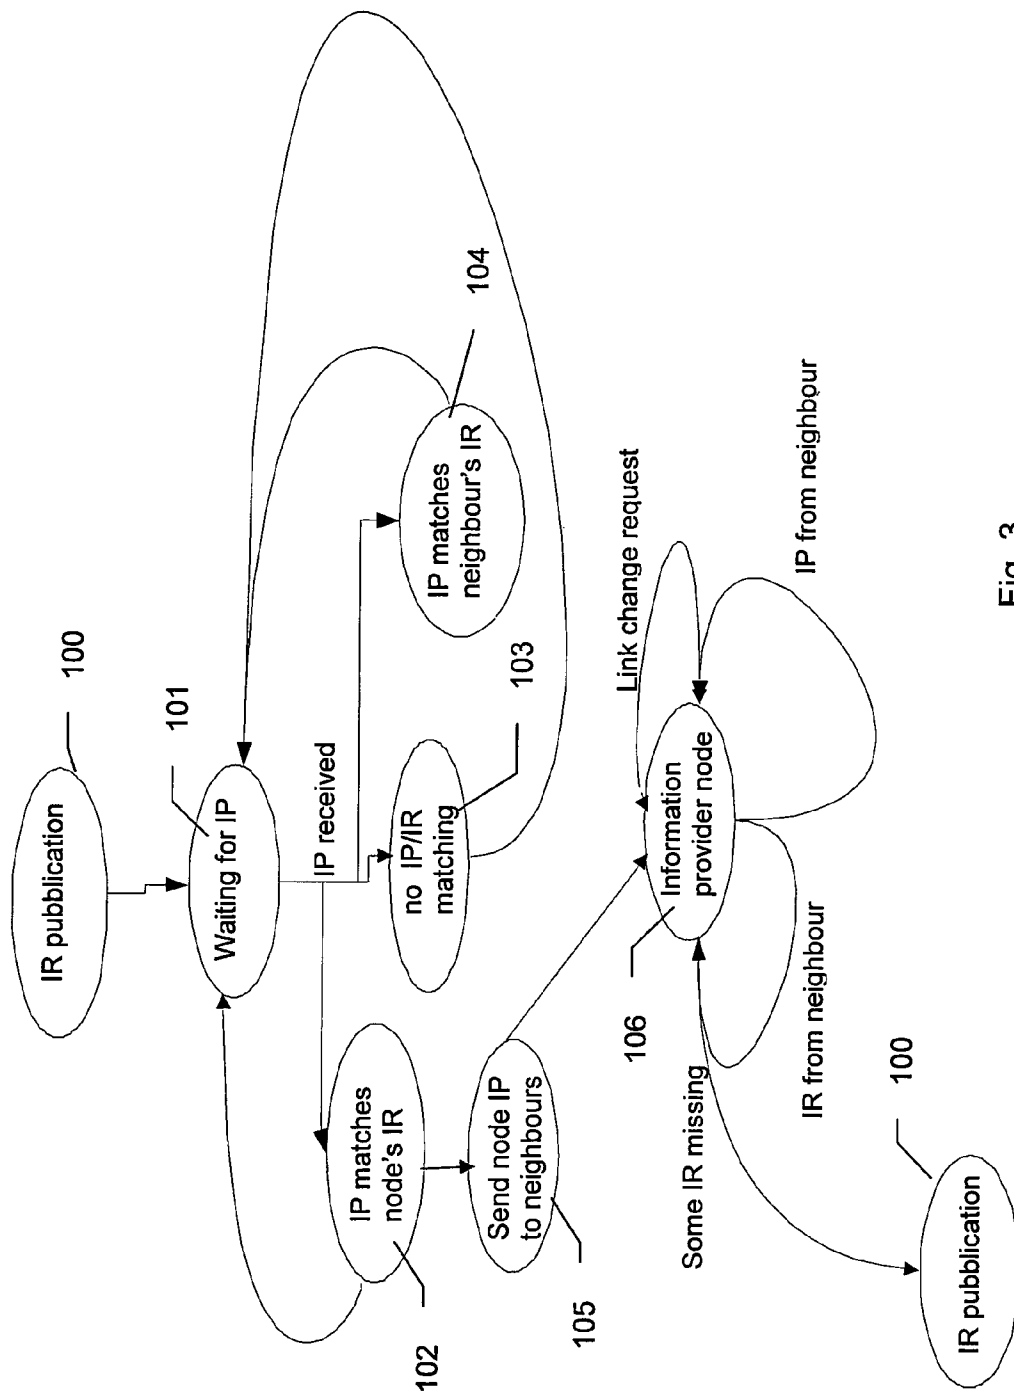 IR pubblication
100
101
Waiting for IP
IP received
IP matches
node's IR
102
no IP/IR
matching
103
IP matches
neighbour's IR
104
Send node IP
to neighbours
105
Link change request
Information
provider node
106
IP from neighbour
IR from neighbour
Some IR missing
100
IR pubblication
Fig. 3